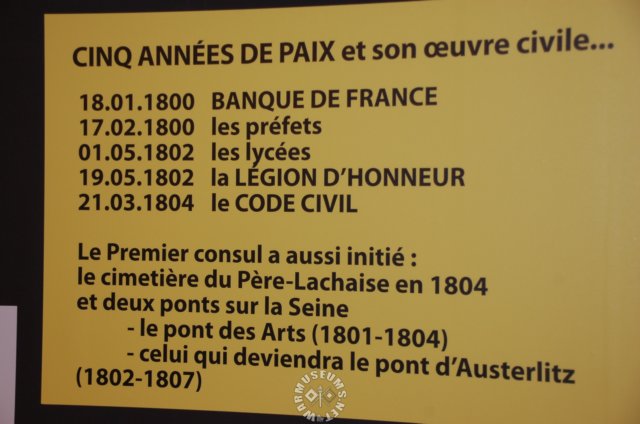 CINQ ANNÉES DE PAIX et son œuvre civile...
18.01.1800 BANQUE DE FRANCE
17.02.1800 les préfets
01.05.1802 les lycées
19.05.1802 la LÉGION D'HONNEUR
21.03.1804 le CODE CIVIL
Le Premier consul a aussi initié :
le cimetière du Père-Lachaise en 1804
et deux ponts sur la Seine
- le pont des Arts (1801-1804)
- celui qui deviendra le pont d'Austerlitz
(1802-1807)
WARMUSEUMS.NET